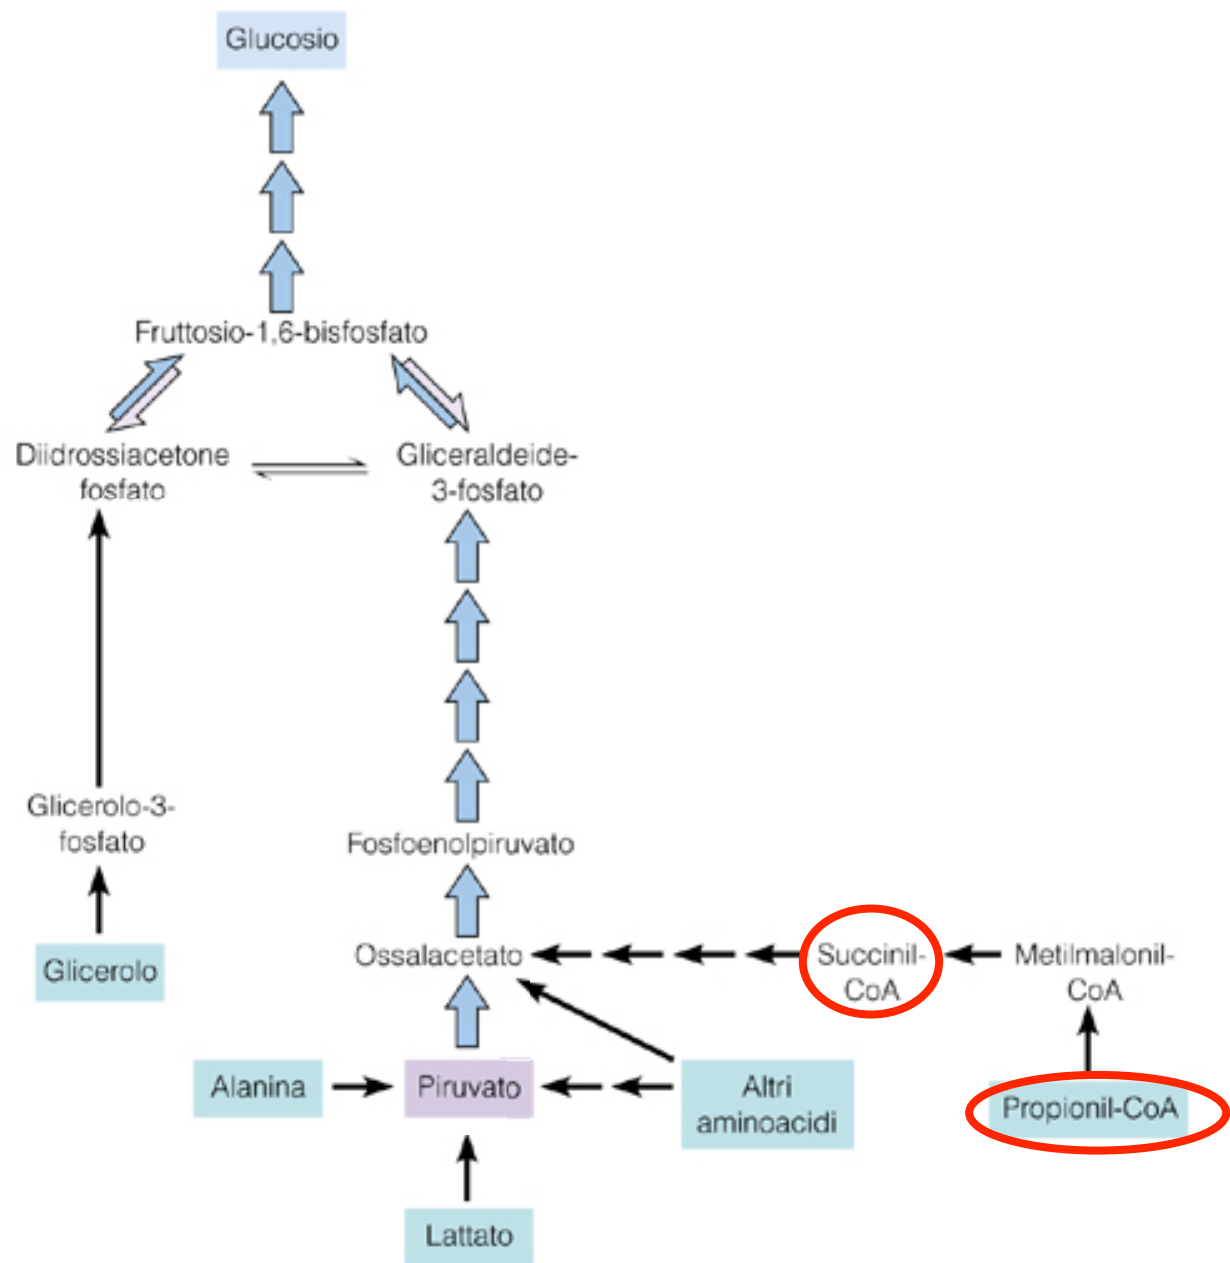 Glucosio
Fruttosio-1,6-bisfosfato
Diidrossiacetone
fosfato
Gliceraldeide-
3-fosfato
Glicerolo-3-
fosfato
Fosfoenolpiruvato
Glicerolo
Ossalacetato
Succinil-
CoA
Metilmalonil-
CoA
Alanina
Piruvato
Altri
aminoacidi
Propionil-CoA
Lattato